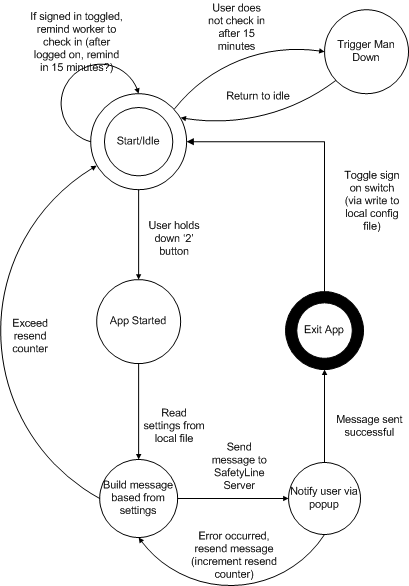 If signed in toggled,
remind worker to
check in (after
logged on, remind
in 15 minutes?)
User does
not check in
after 15
minutes
Trigger Man
Down
Return to idle
Start/Idle
Toggle sign
on switch
(via write to
local config
file)
User holds
down ‘2’
button
App Started
Exit App
Exceed
resend
counter
Read
settings from
local file
Message sent
successful
Send
message to
SafetyLine
Server
Build message
based from
settings
Notify user via
popup
Error occurred,
resend message
(increment resend
counter)